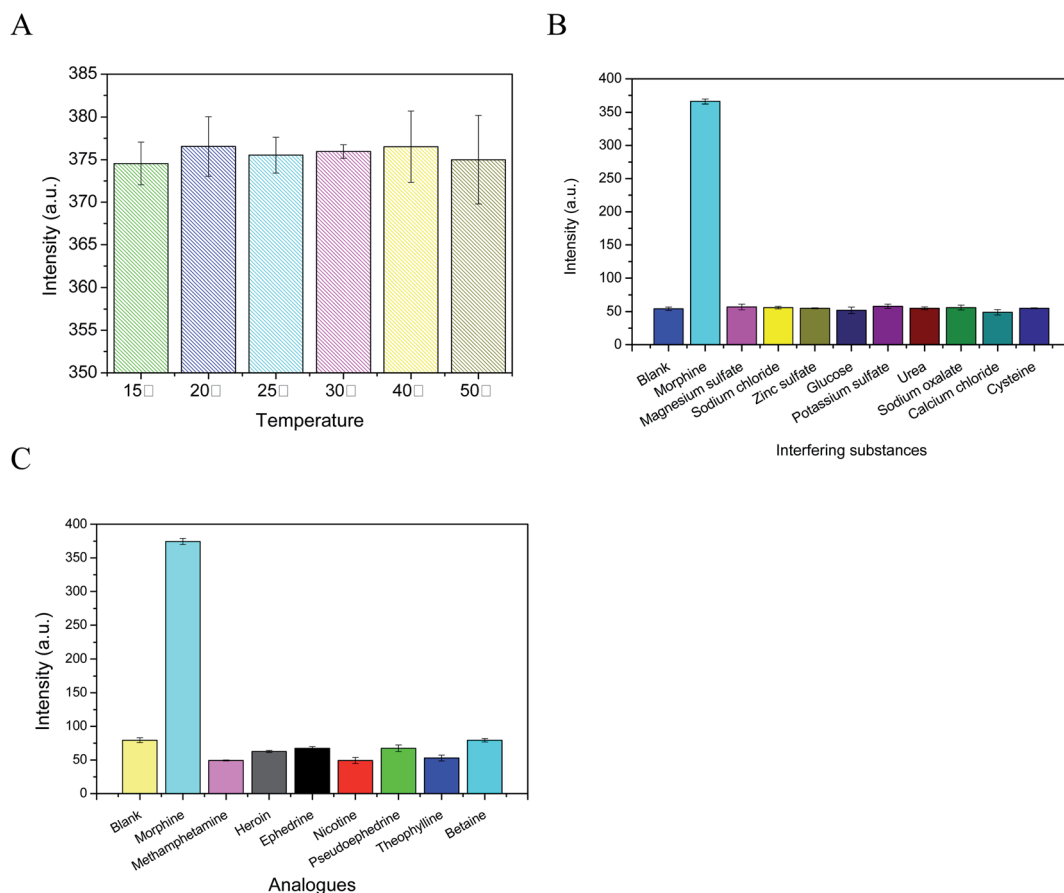 A
385
380
375
370
365
360
355
350
Intensity (a.u.)
15□ 20□ 25□ 30□ 40□ 50□
Temperature
B
400
350
300
250
200
150
100
50
0
Intensity (a.u.)
Blank
Morphine
Magnesium sulfate
Sodium chloride
Zinc sulfate
Glucose
Potassium sulfate
Urea
Sodium oxalate
Calcium chloride
Cysteine
Interfering substances
C
400
350
300
250
200
150
100
50
0
Intensity (a.u.)
Blank
Morphine
Methamphetamine
Heroin
Ephedrine
Nicotine
Pseudoephedrine
Theophylline
Betaine
Analogues